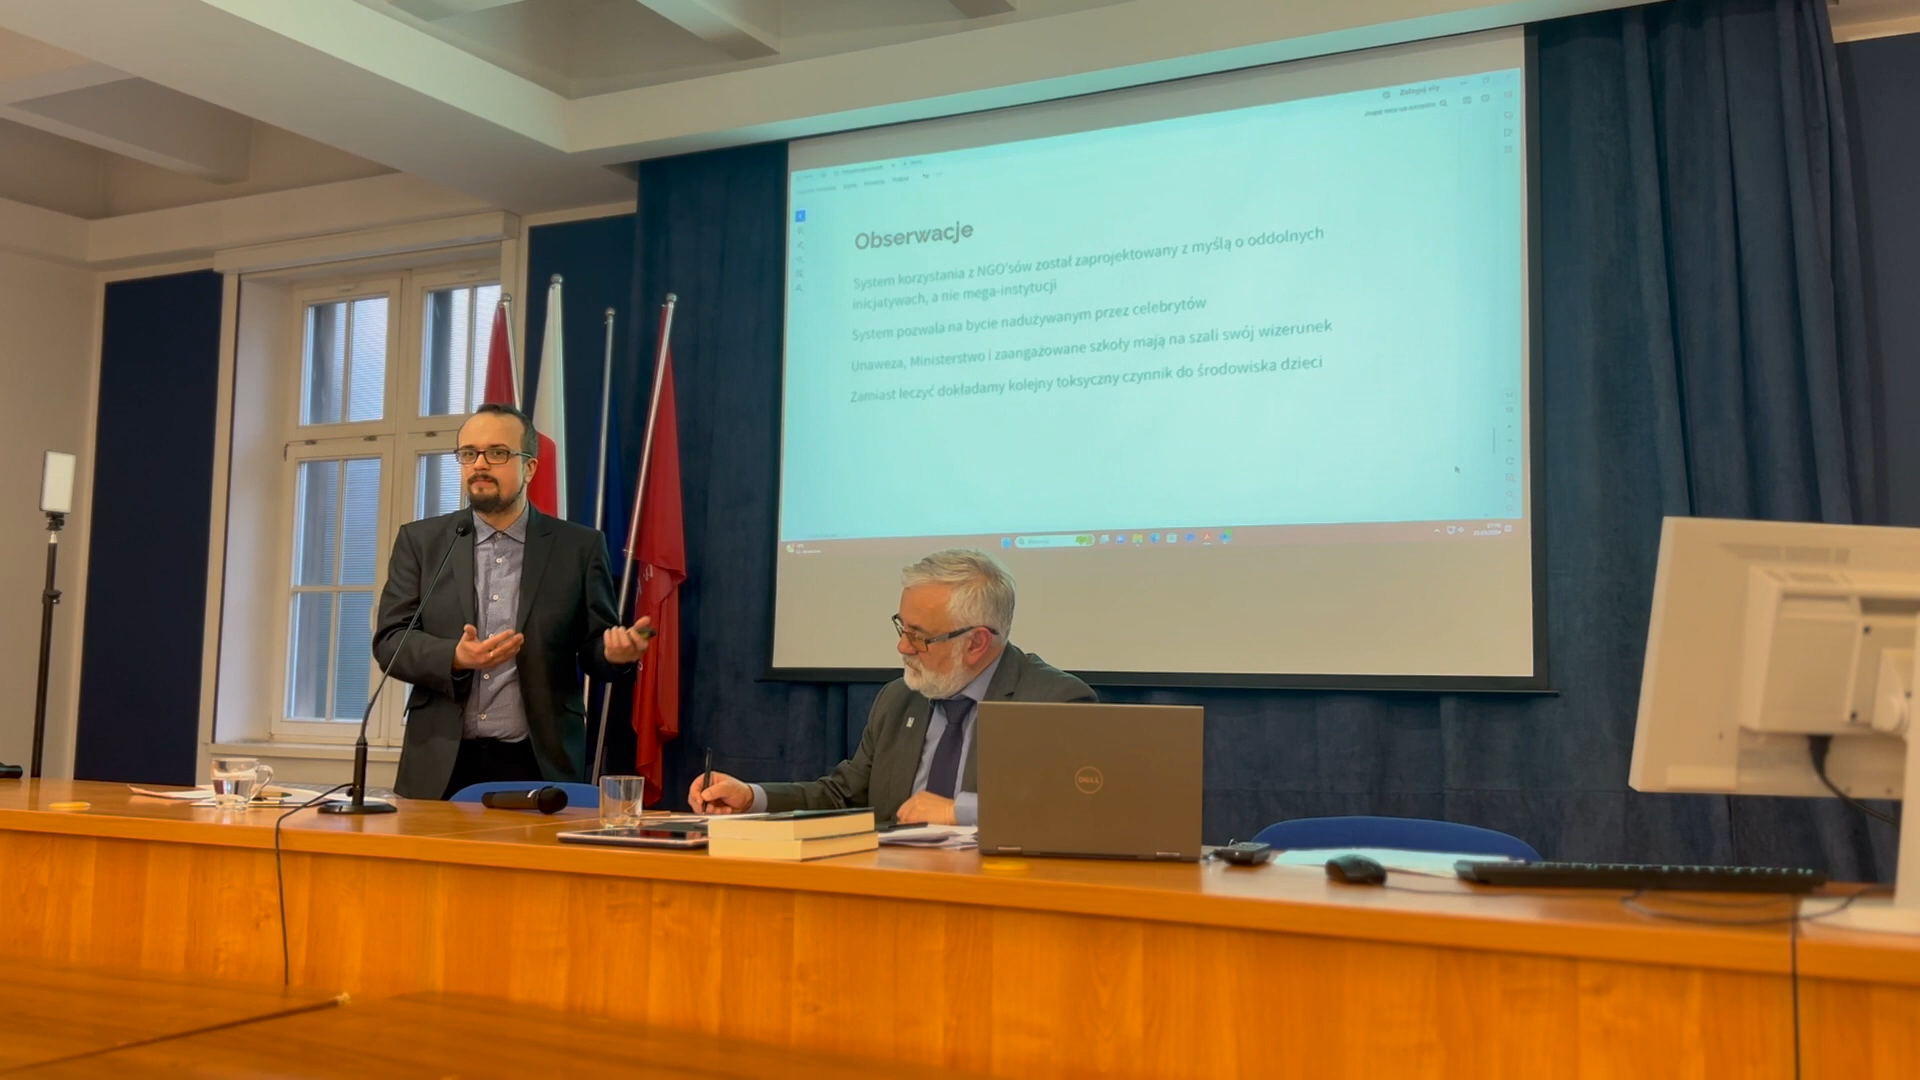 Zaloguj się
Obserwacje
System korzystania z NGO'sów został zaprojektowany z myślą o oddolnych
inicjatywach, a nie mega-instytucji
System pozwala na bycie nadużywanym przez celebrytów
Unaweza, Ministerstwo i zaangażowane szkoły mają na szali swój wizerunek
Zamiast leczyć dokładamy kolejny toksyczny czynnik do środowiska dzieci
DELL